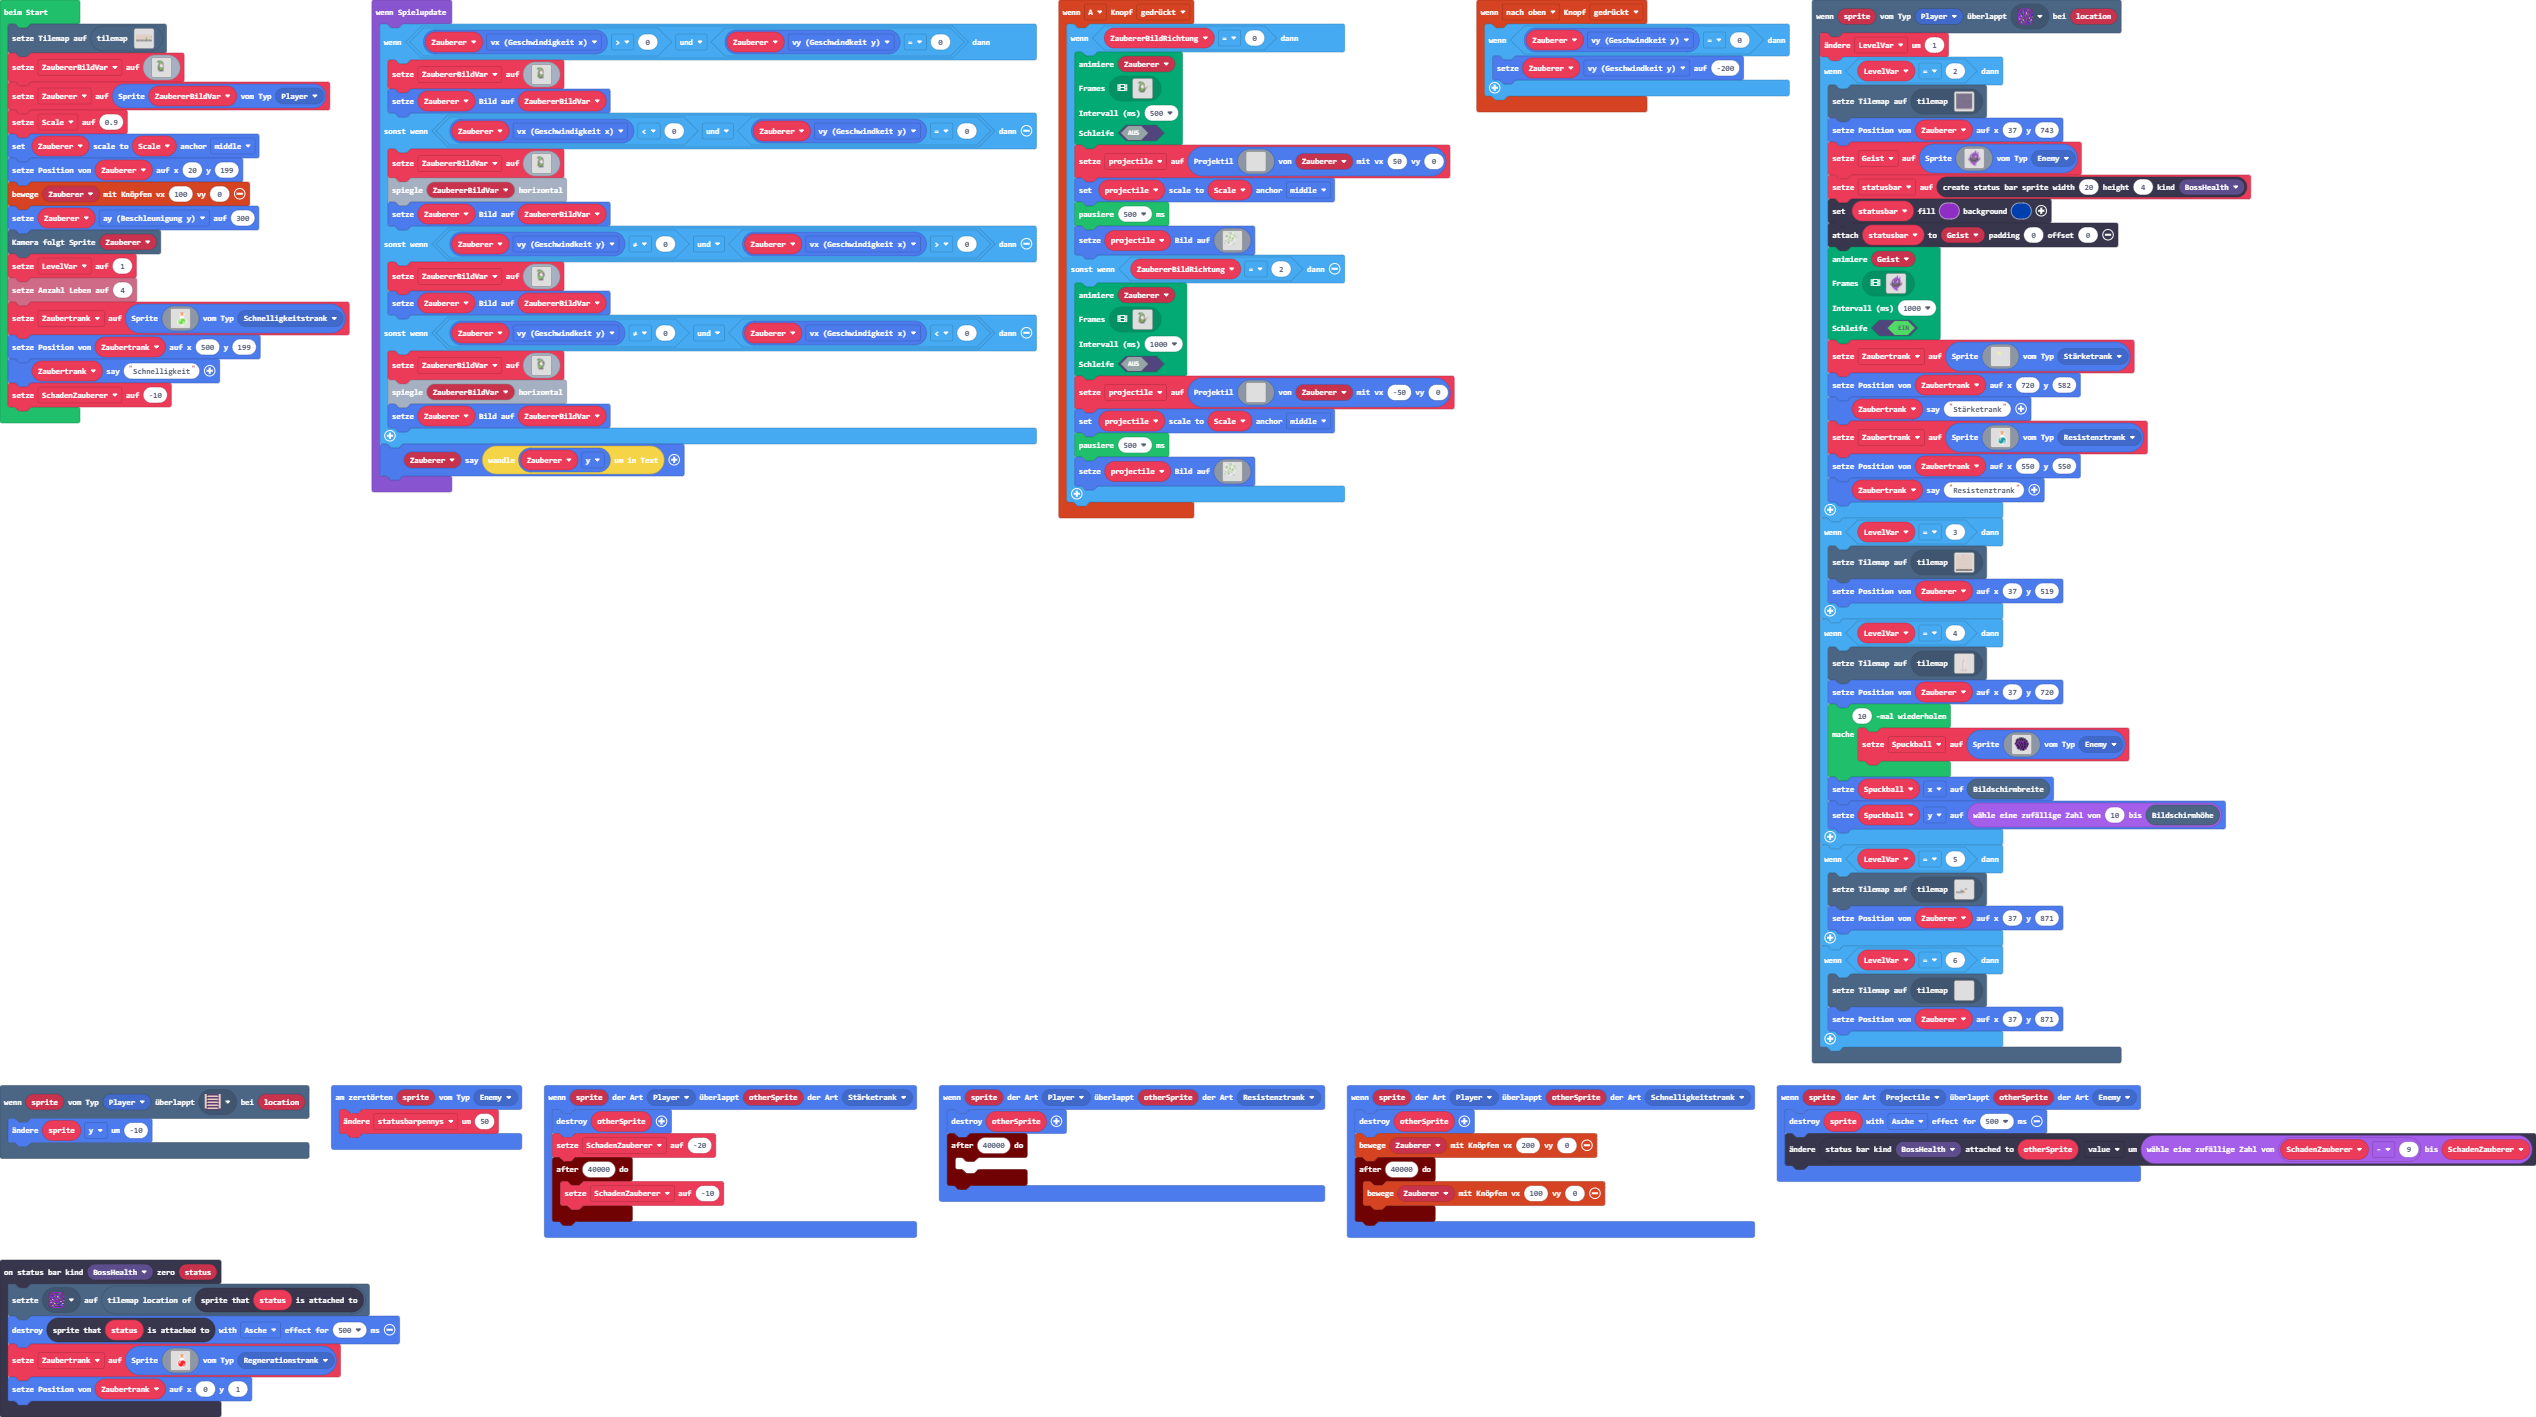 beim Start
setze Tilemap auf tilemap
setze ZaubererBildVar auf
setze Zauberer auf Sprite ZaubererBildVar vom Typ Player
setze Scale auf 0.9
set Zauberer scale to Scale anchor middle
setze Position von Zauberer auf x 20 y 199
bewege Zauberer mit Knöpfen vx 100 vy 0
setze Zauberer ay (Beschleunigung y) auf 300
Kamera folgt Sprite Zauberer
setze LevelVar auf 1
setze Anzahl Leben auf 4
setze Zaubertrank auf Sprite vom Typ Schnelligkeitstrank
setze Position von Zaubertrank auf x 500 y 199
Zaubertrank say "Schnelligkeit"
setze SchadenZauberer auf -10
wenn Spielupdate
wenn Zauberer vx (Geschwindigkeit x) > 0 und Zauberer vy (Geschwindkeit y) = 0 dann
setze ZaubererBildVar auf
setze Zauberer Bild auf ZaubererBildVar
sonst wenn Zauberer vx (Geschwindigkeit x) < 0 und Zauberer vy (Geschwindkeit y) = 0 dann
setze ZaubererBildVar auf
spiegle ZaubererBildVar horizontal
setze Zauberer Bild auf ZaubererBildVar
sonst wenn Zauberer vy (Geschwindkeit y) ≠ 0 und Zauberer vx (Geschwindigkeit x) > 0 dann
setze ZaubererBildVar auf
setze Zauberer Bild auf ZaubererBildVar
sonst wenn Zauberer vy (Geschwindkeit y) ≠ 0 und Zauberer vx (Geschwindigkeit x) < 0 dann
setze ZaubererBildVar auf
spiegle ZaubererBildVar horizontal
setze Zauberer Bild auf ZaubererBildVar
Zauberer say wandle Zauberer y um in Text
wenn A Knopf gedrückt
wenn ZaubererBildRichtung = 0 dann
animiere Zauberer
Frames
Intervall (ms) 500
Schleife AUS
setze projectile auf Projektil von Zauberer mit vx 50 vy 0
set projectile scale to Scale anchor middle
pausiere 500 ms
setze projectile Bild auf
sonst wenn ZaubererBildRichtung = 2 dann
animiere Zauberer
Frames
Intervall (ms) 1000
Schleife AUS
setze projectile auf Projektil von Zauberer mit vx -50 vy 0
set projectile scale to Scale anchor middle
pausiere 500 ms
setze projectile Bild auf
wenn nach oben Knopf gedrückt
wenn Zauberer vy (Geschwindkeit y) = 0 dann
setze Zauberer vy (Geschwindkeit y) auf -200
wenn sprite vom Typ Player überlappt bei location
ändere LevelVar um 1
wenn LevelVar = 2 dann
setze Tilemap auf tilemap
setze Position von Zauberer auf x 37 y 743
setze Geist auf Sprite vom Typ Enemy
setze statusbar auf create status bar sprite width 20 height 4 kind BossHealth
set statusbar fill background
attach statusbar to Geist padding 0 offset 0
animiere Geist
Frames
Intervall (ms) 1000
Schleife EIN
setze Zaubertrank auf Sprite vom Typ Stärketrank
setze Position von Zaubertrank auf x 720 y 582
Zaubertrank say "Stärketrank"
setze Zaubertrank auf Sprite vom Typ Resistenztrank
setze Position von Zaubertrank auf x 550 y 550
Zaubertrank say "Resistenztrank"
wenn LevelVar = 3 dann
setze Tilemap auf tilemap
setze Position von Zauberer auf x 37 y 519
wenn LevelVar = 4 dann
setze Tilemap auf tilemap
setze Position von Zauberer auf x 37 y 720
10 -mal wiederholen
mache setze Spuckball auf Sprite vom Typ Enemy
setze Spuckball x auf Bildschirmbreite
setze Spuckball y auf wähle eine zufällige Zahl von 10 bis Bildschirmhöhe
wenn LevelVar = 5 dann
setze Tilemap auf tilemap
setze Position von Zauberer auf x 37 y 871
wenn LevelVar = 6 dann
setze Tilemap auf tilemap
setze Position von Zauberer auf x 37 y 871
wenn sprite vom Typ Player überlappt bei location
ändere sprite y um -10
am zerstörten sprite vom Typ Enemy
ändere statusbarpennys um 50
wenn sprite der Art Player überlappt otherSprite der Art Stärketrank
destroy otherSprite
setze SchadenZauberer auf -20
after 40000 do
setze SchadenZauberer auf -10
wenn sprite der Art Player überlappt otherSprite der Art Resistenztrank
destroy otherSprite
after 40000 do
wenn sprite der Art Player überlappt otherSprite der Art Schnelligkeitstrank
destroy otherSprite
bewege Zauberer mit Knöpfen vx 200 vy 0
after 40000 do
bewege Zauberer mit Knöpfen vx 100 vy 0
wenn sprite der Art Projectile überlappt otherSprite der Art Enemy
destroy sprite with Asche effect for 500 ms
ändere status bar kind BossHealth attached to otherSprite value um wähle eine zufällige Zahl von SchadenZauberer - 9 bis SchadenZauberer
on status bar kind BossHealth zero status
setzte auf tilemap location of sprite that status is attached to
destroy sprite that status is attached to with Asche effect for 500 ms
setze Zaubertrank auf Sprite vom Typ Regnerationstrank
setze Position von Zaubertrank auf x 0 y 1